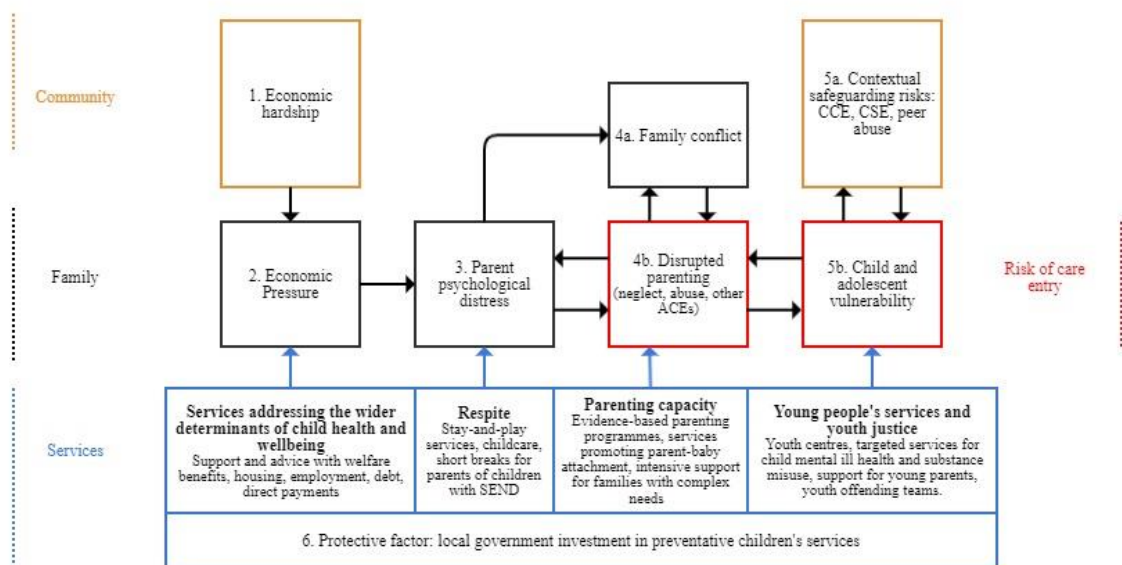 Community
1. Economic
hardship
5a. Contextual
safeguarding risks:
CCE, CSE, peer
abuse
4a. Family conflict
Family
2. Economic
Pressure
3. Parent
psychological
distress
4b. Disrupted
parenting
(neglect, abuse, other
ACEs)
5b. Child and
adolescent
vulnerability
Risk of care
entry
Services
Services addressing the wider
determinants of child health and
wellbeing
Support and advice with welfare
benefits, housing, employment, debt,
direct payments
Respite
Stay-and-play
services, childcare,
short breaks for
parents of children
with SEND
Parenting capacity
Evidence-based parenting
programmes, services
promoting parent-baby
attachment, intensive support
for families with complex
needs
Young people's services and
youth justice
Youth centres, targeted services for
child mental ill health and substance
misuse, support for young parents,
youth offending teams.
6. Protective factor: local government investment in preventative children's services